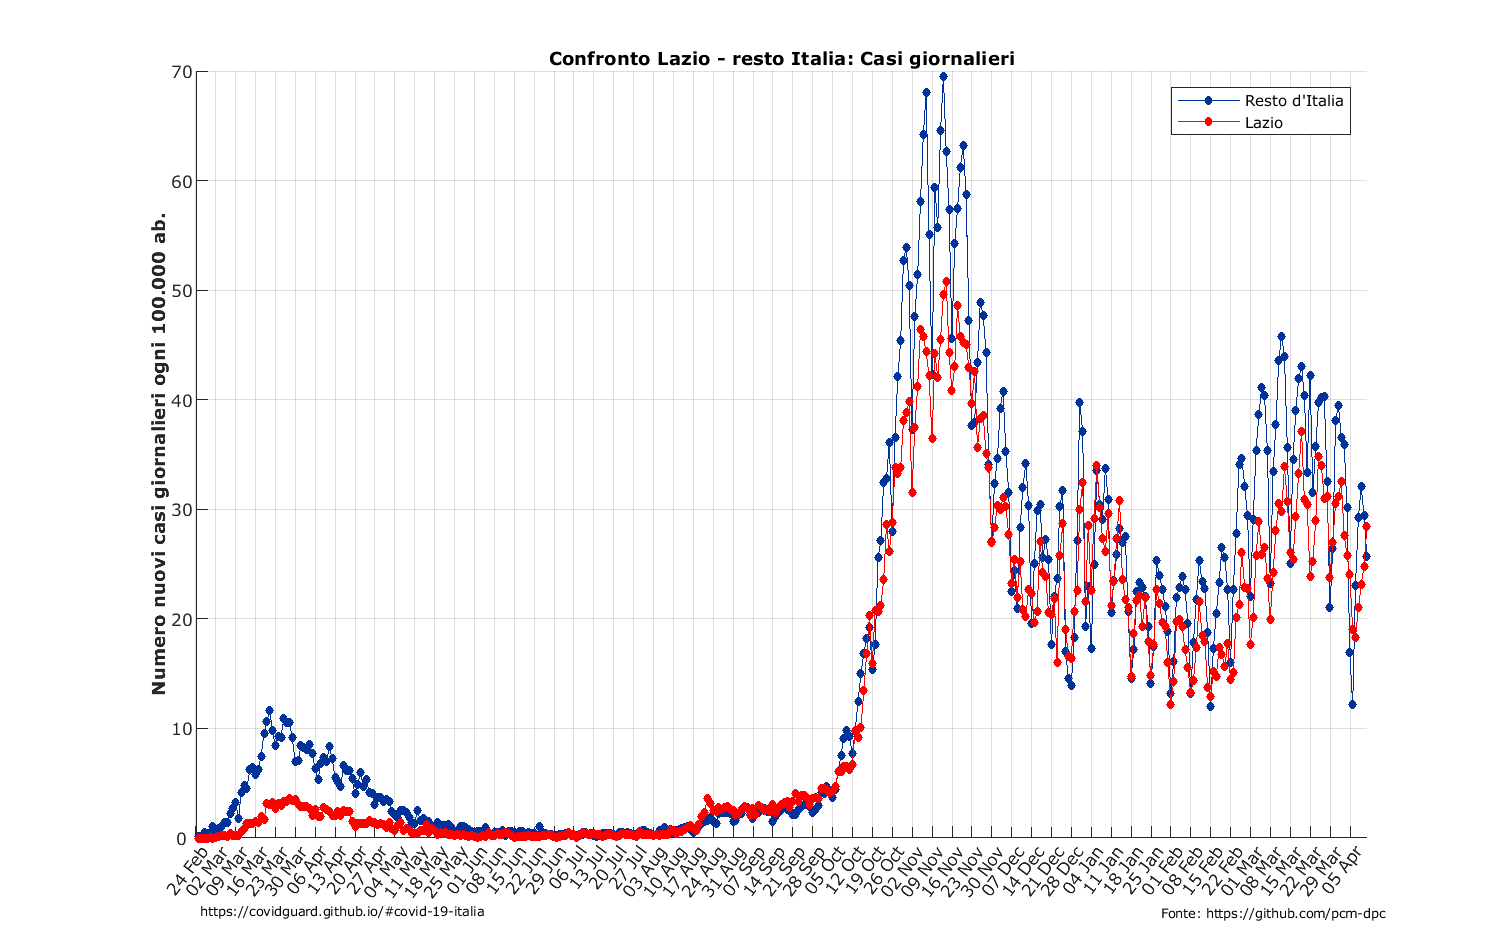 Confronto Lazio - resto Italia: Casi giornalieri
Resto d'Italia
Lazio
Numero nuovi casi giornalieri ogni 100.000 ab.
70
60
50
40
30
20
10
0
24 Feb
02 Mar
09 Mar
16 Mar
23 Mar
30 Mar
06 Apr
13 Apr
20 Apr
27 Apr
04 May
11 May
18 May
25 May
01 Jun
08 Jun
15 Jun
22 Jun
29 Jun
06 Jul
13 Jul
20 Jul
27 Jul
03 Aug
10 Aug
17 Aug
24 Aug
31 Aug
07 Sep
14 Sep
21 Sep
28 Sep
05 Oct
12 Oct
19 Oct
26 Oct
02 Nov
09 Nov
16 Nov
23 Nov
30 Nov
07 Dec
14 Dec
21 Dec
28 Dec
04 Jan
11 Jan
18 Jan
25 Jan
01 Feb
08 Feb
15 Feb
22 Feb
01 Mar
08 Mar
15 Mar
22 Mar
29 Mar
05 Apr
https://covidguard.github.io/#covid-19-italia
Fonte: https://github.com/pcm-dpc